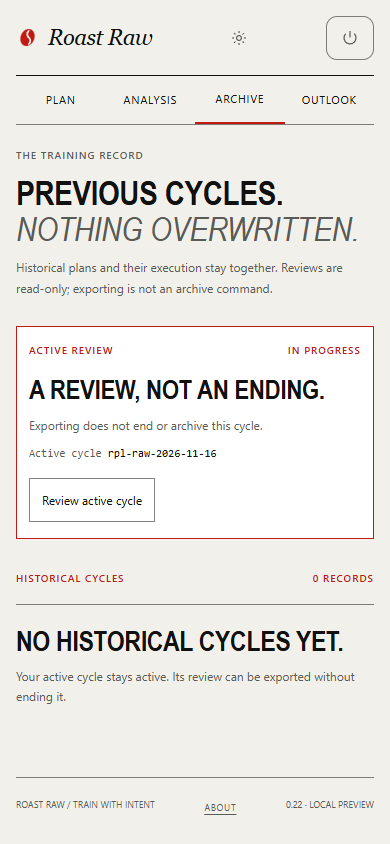 Roast Raw
PLAN
ANALYSIS
ARCHIVE
OUTLOOK
THE TRAINING RECORD
PREVIOUS CYCLES.
NOTHING OVERWRITTEN.
Historical plans and their execution stay together. Reviews are
read-only; exporting is not an archive command.
ACTIVE REVIEW
IN PROGRESS
A REVIEW, NOT AN ENDING.
Exporting does not end or archive this cycle.
Active cycle rpl-raw-2026-11-16
Review active cycle
HISTORICAL CYCLES
0 RECORDS
NO HISTORICAL CYCLES YET.
Your active cycle stays active. Its review can be exported without
ending it.
ROAST RAW / TRAIN WITH INTENT
ABOUT
0.22 · LOCAL PREVIEW